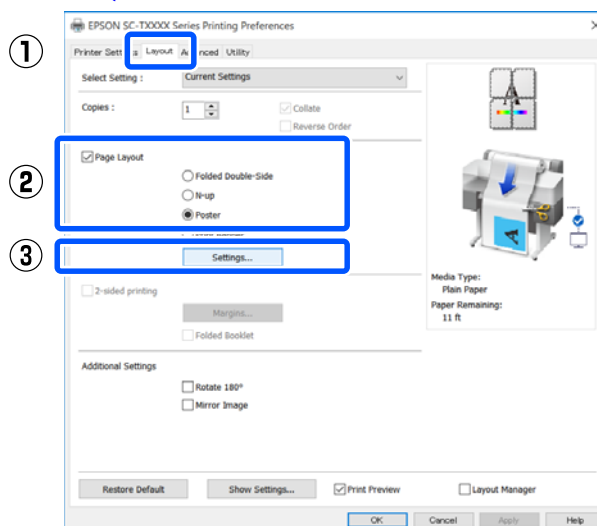 EPSON SC-TXXXX Series Printing Preferences
①
Layout
Utility
Select Setting :
Current Settings
Copies :
1
Collate
Reverse Order
②
Page Layout
Folded Double-Side
N-up
Poster
③
Settings...
2-sided printing
Margins...
Folded Booklet
Media Type:
Plain Paper
Paper Remaining:
11 ft
Additional Settings
Rotate 180°
Mirror Image
Restore Default
Show Settings...
Print Preview
Layout Manager
OK
Cancel
Apply
Help